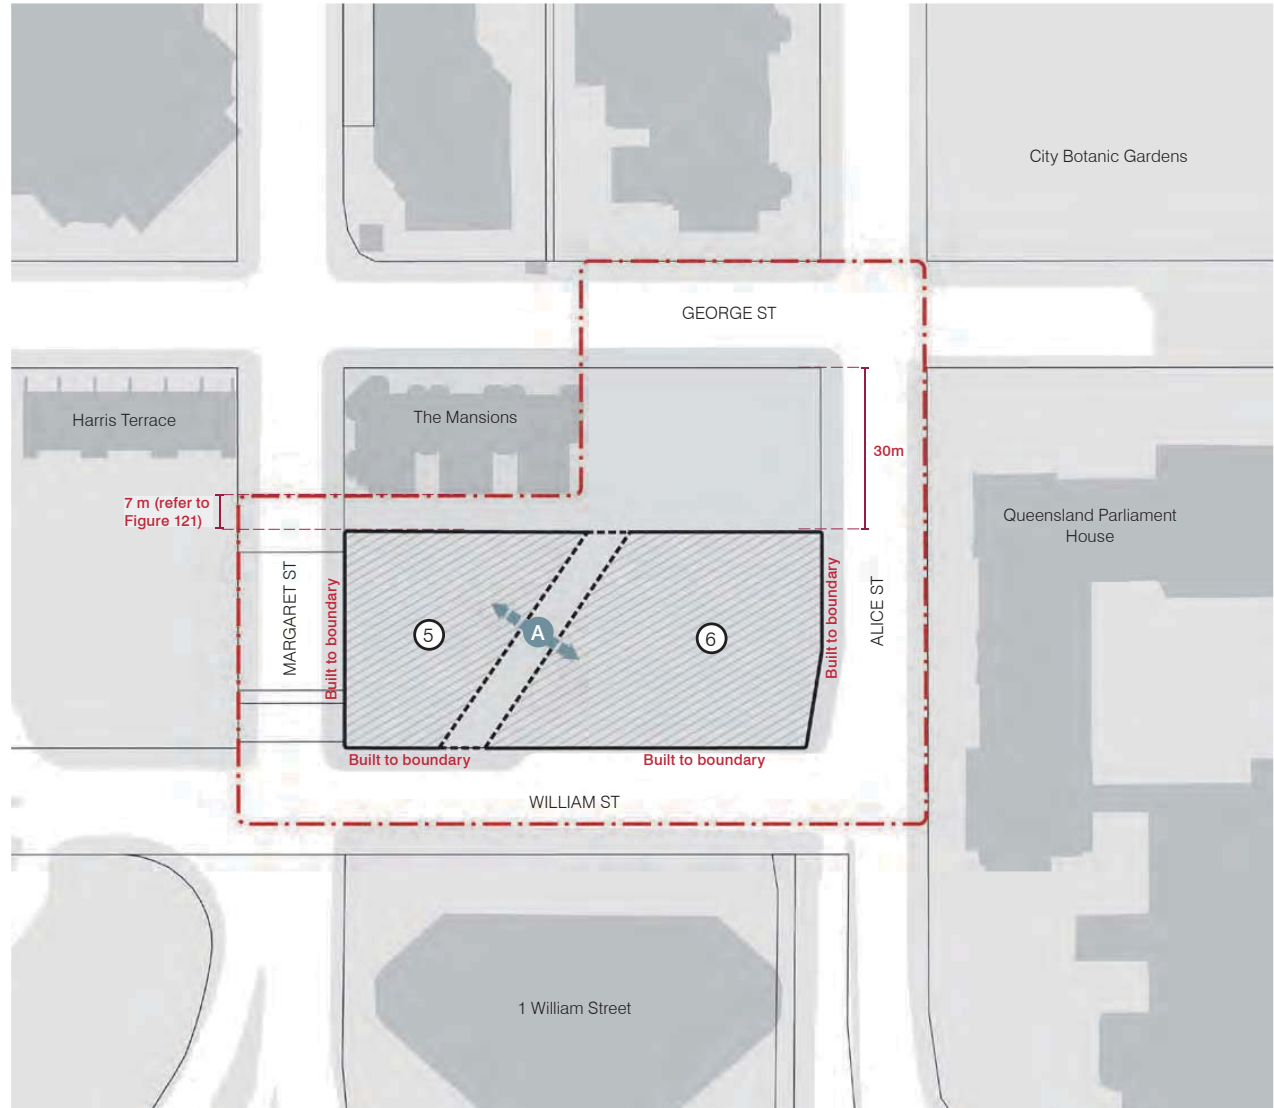 City Botanic Gardens
GEORGE ST
Harris Terrace
The Mansions
30m
7 m (refer to
Figure 121)
Queensland Parliament
House
MARGARET ST
Built to boundary
5
A
6
Built to boundary
ALICE ST
Built to boundary
Built to boundary
WILLIAM ST
1 William Street